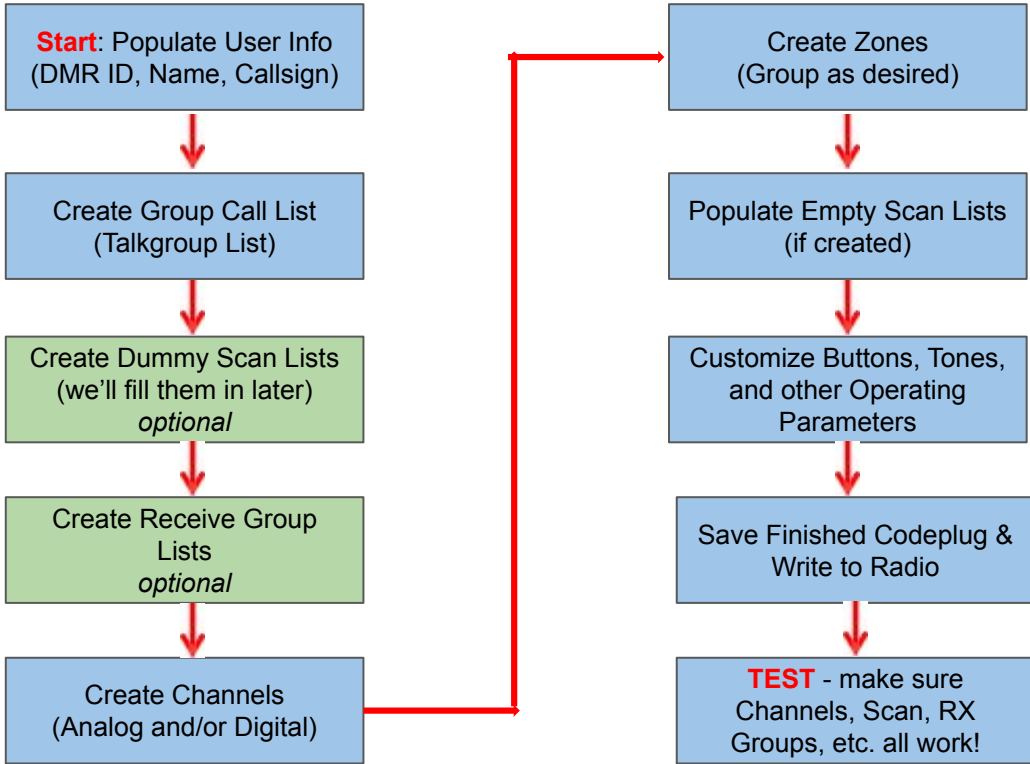 Start: Populate User Info
(DMR ID, Name, Callsign)
Create Group Call List
(Talkgroup List)
Create Dummy Scan Lists
(we’ll fill them in later)
optional
Create Receive Group
Lists
optional
Create Channels
(Analog and/or Digital)
Create Zones
(Group as desired)
Populate Empty Scan Lists
(if created)
Customize Buttons, Tones,
and other Operating
Parameters
Save Finished Codeplug &
Write to Radio
TEST - make sure
Channels, Scan, RX
Groups, etc. all work!